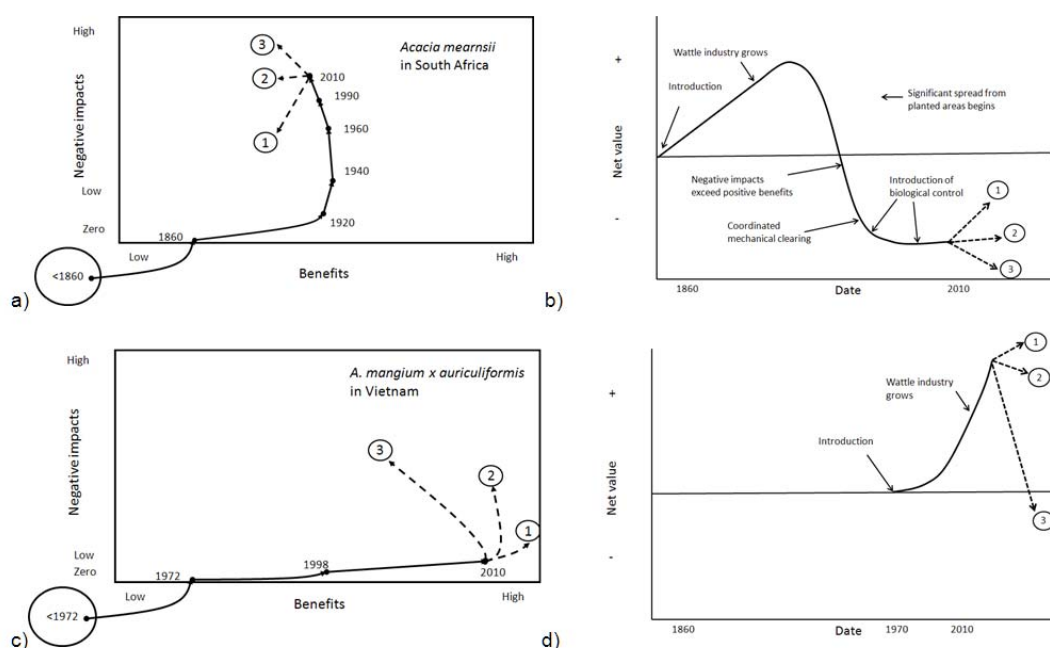 High
Negative impacts
Low
Zero
Acacia mearnsii
in South Africa
3
2
1
2010
1990
1960
1940
1920
1860
<1860
Low
Benefits
High
a)
+
Net value
-
Introduction
Wattle industry grows
Significant spread from
planted areas begins
Negative impacts
exceed positive benefits
Introduction of
biological control
Coordinated
mechanical clearing
1
2
3
1860
Date
2010
b)
High
Negative impacts
Low
Zero
A. mangium x auriculiformis
in Vietnam
3
2
1
1972
1998
2010
<1972
Low
Benefits
High
c)
+
Net value
-
Wattle industry
grows
Introduction
1
2
3
1860
Date
1970
2010
d)